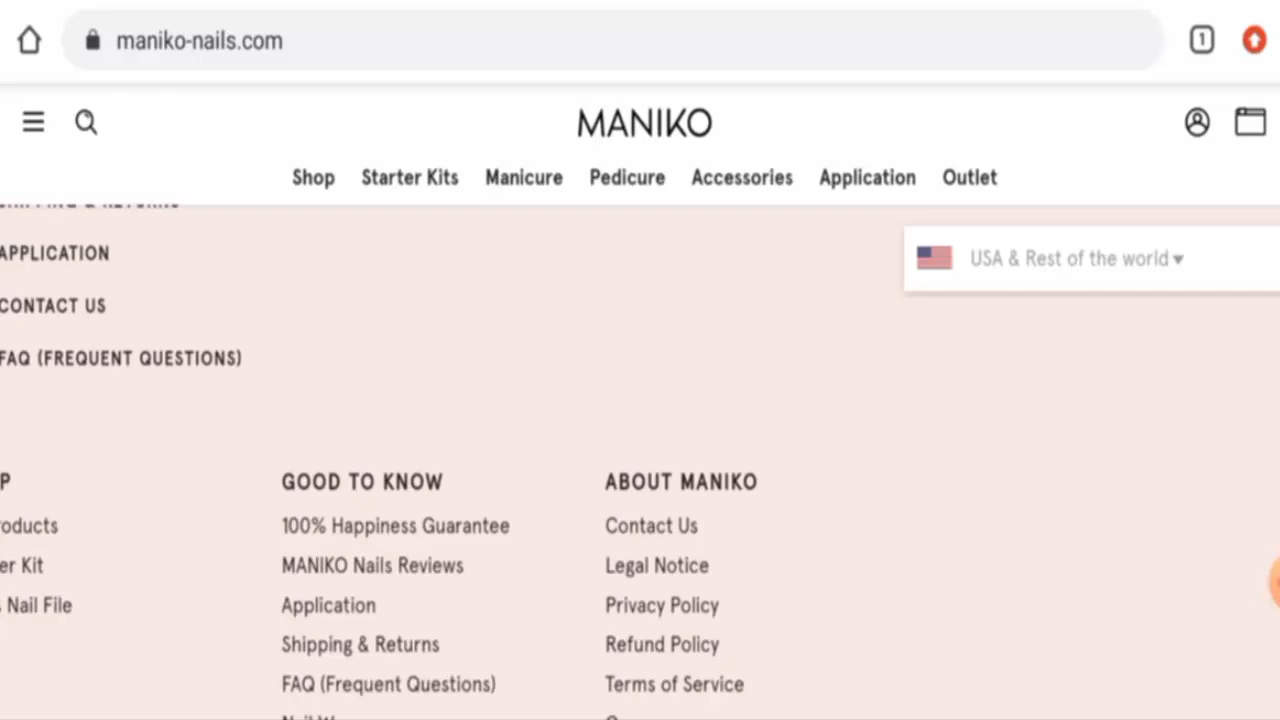 maniko-nails.com
1
MANIKO
Shop Starter Kits Manicure Pedicure Accessories Application Outlet
APPLICATION
USA & Rest of the world
CONTACT US
FAQ (FREQUENT QUESTIONS)
P
GOOD TO KNOW
ABOUT MANIKO
roducts
100% Happiness Guarantee
Contact Us
er Kit
MANIKO Nails Reviews
Legal Notice
s Nail File
Application
Privacy Policy
Shipping & Returns
Refund Policy
FAQ (Frequent Questions)
Terms of Service